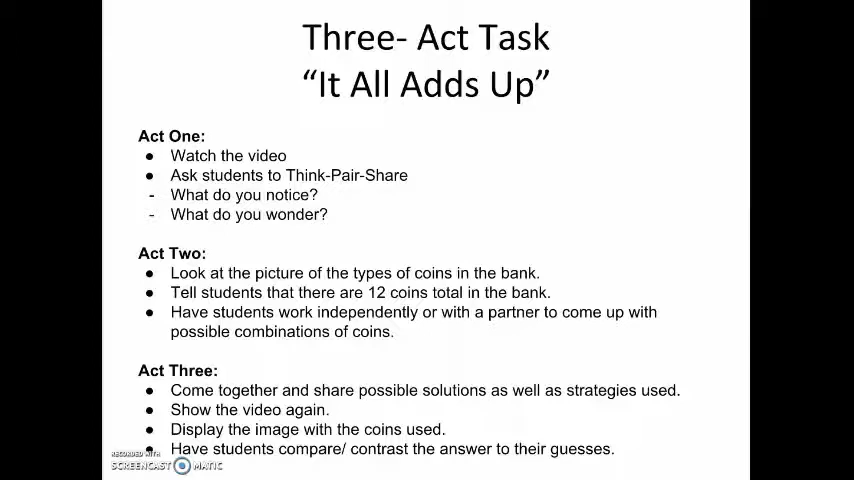 Three- Act Task
“It All Adds Up”
Act One:
● Watch the video
● Ask students to Think-Pair-Share
- What do you notice?
- What do you wonder?
Act Two:
● Look at the picture of the types of coins in the bank.
● Tell students that there are 12 coins total in the bank.
● Have students work independently or with a partner to come up with
possible combinations of coins.
Act Three:
● Come together and share possible solutions as well as strategies used.
● Show the video again.
● Display the image with the coins used.
● Have students compare/ contrast the answer to their guesses.
RECORDED WITH
SCREENCAST MATIC